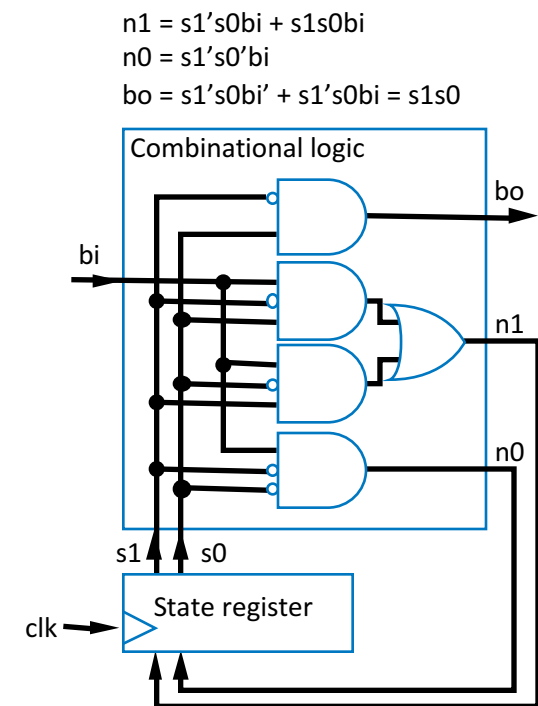 n1 = s1's0bi + s1s0bi
n0 = s1's0'bi
bo = s1's0bi' + s1's0bi = s1s0
Combinational logic
bo
bi
n1
n0
s1 s0
State register
clk